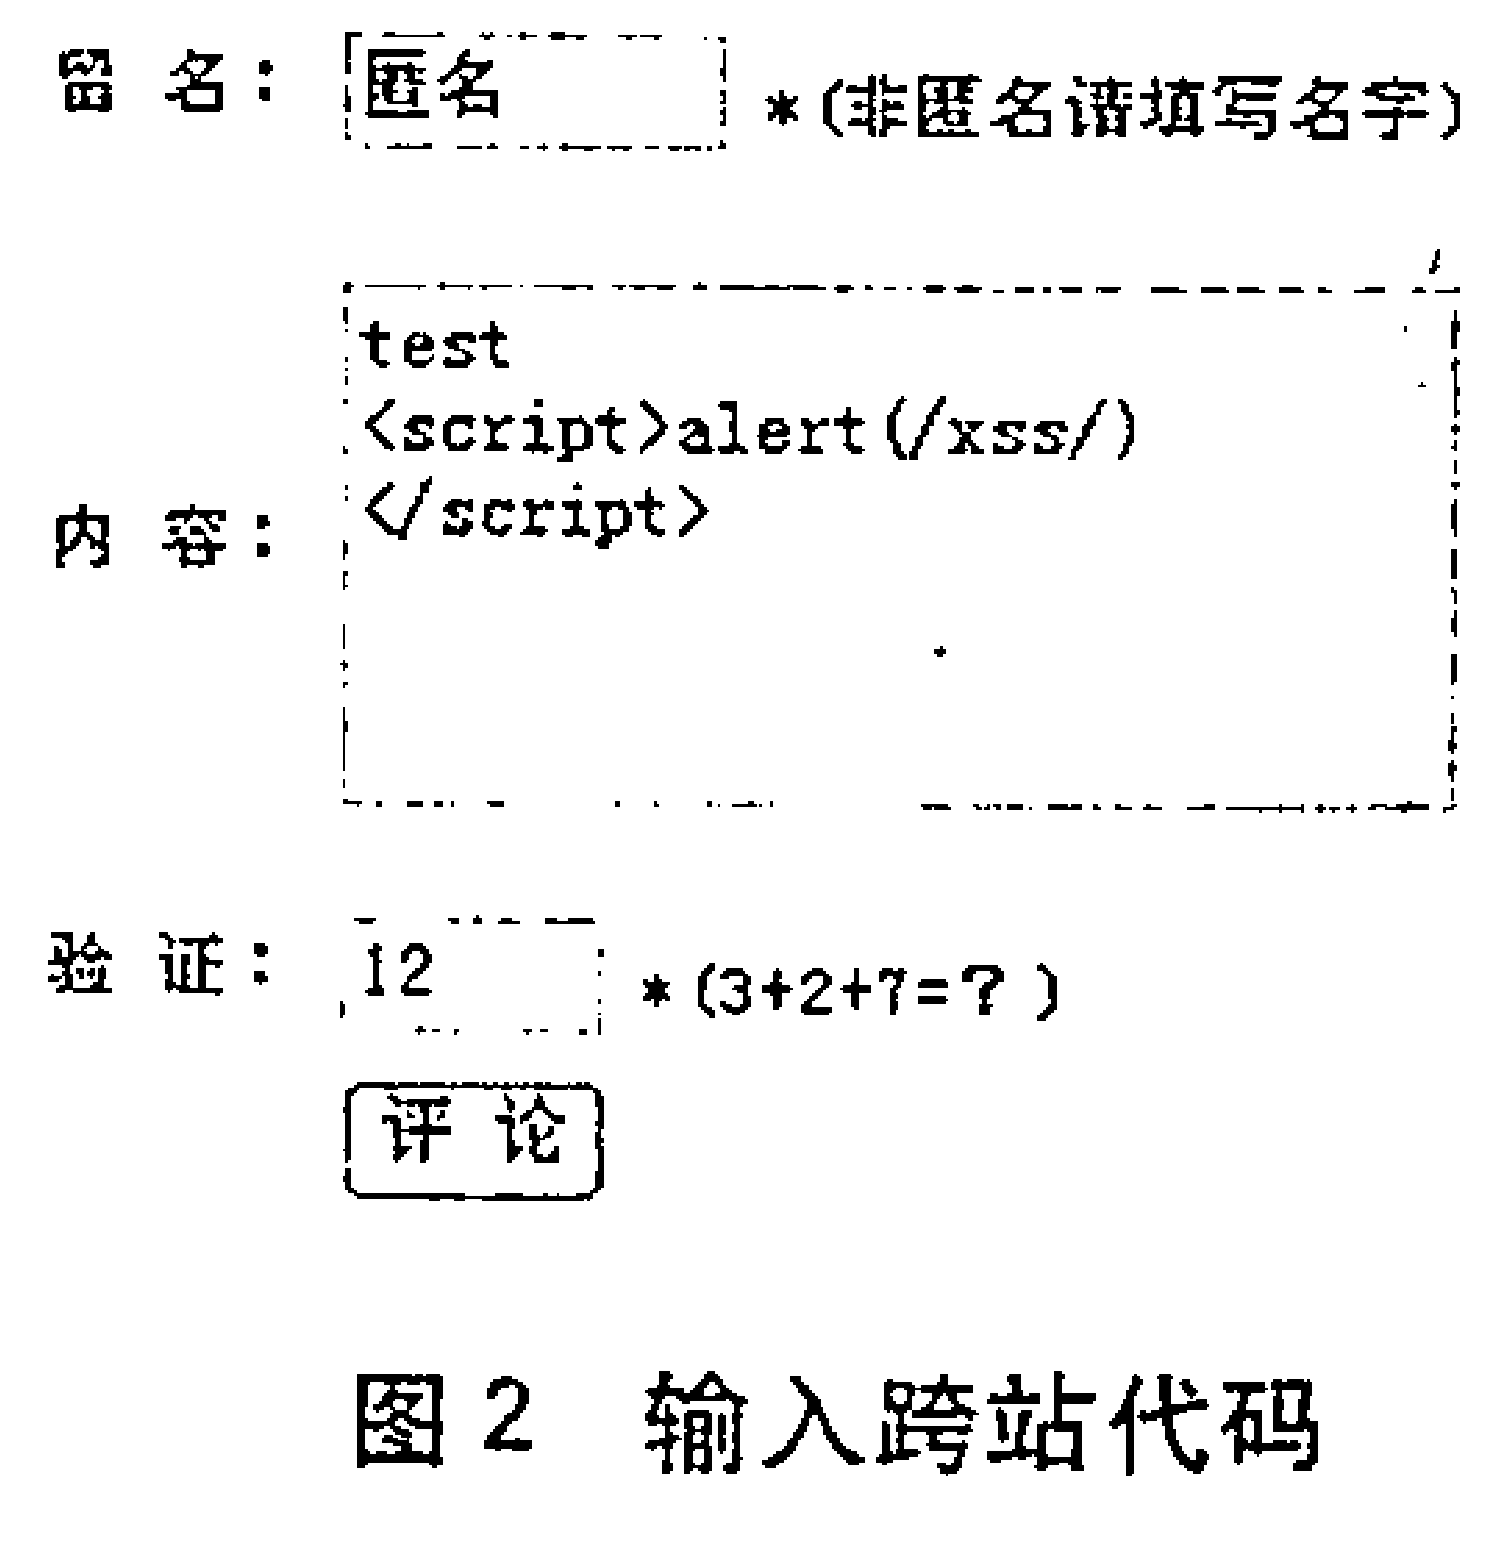 留 名： 匿名 *(非匿名请填写名字)
test
<script>alert(/xss/)
</script>
内 容：
验 证： 12 *(3+2+7=? )
评 论
图2 输入跨站代码